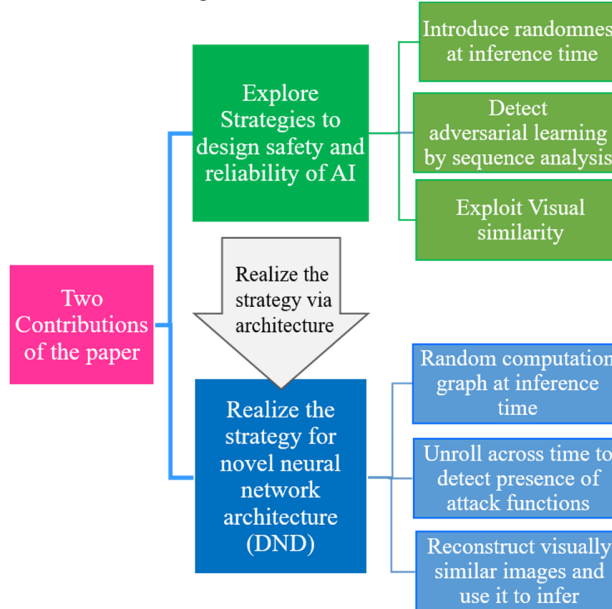 Two
Contributions
of the paper
Explore
Strategies to
design safety and
reliability of AI
Introduce randomnes
at inference time
Detect
adversarial learning
by sequence analysis
Exploit Visual
similarity
Realize the
strategy via
architecture
Realize the
strategy for
novel neural
network
architecture
(DND)
Random computation
graph at inference
time
Unroll across time to
detect presence of
attack functions
Reconstruct visually
similar images and
use it to infer